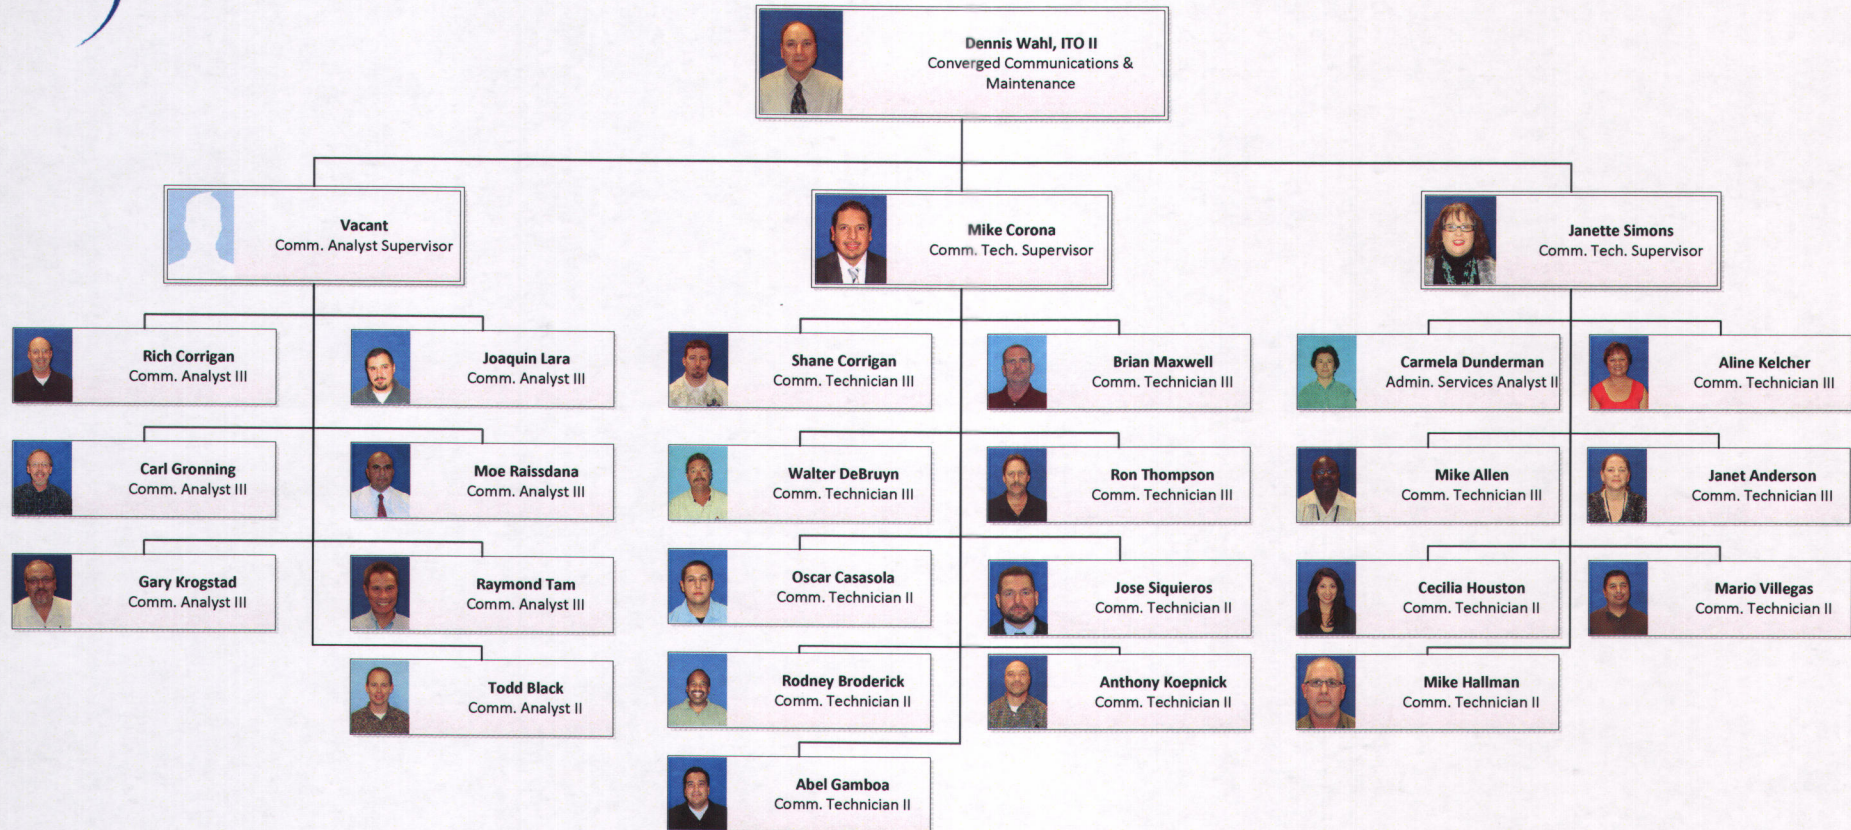 Dennis Wahl, ITO II
Converged Communications &
Maintenance
Vacant
Comm. Analyst Supervisor
Mike Corona
Comm. Tech. Supervisor
Janette Simons
Comm. Tech. Supervisor
Rich Corrigan
Comm. Analyst III
Joaquin Lara
Comm. Analyst III
Shane Corrigan
Comm. Technician III
Brian Maxwell
Comm. Technician III
Carmela Dunderman
Admin. Services Analyst II
Aline Kelcher
Comm. Technician III
Carl Gronning
Comm. Analyst III
Moe Raissdana
Comm. Analyst III
Walter DeBruyn
Comm. Technician III
Ron Thompson
Comm. Technician III
Mike Allen
Comm. Technician III
Janet Anderson
Comm. Technician III
Gary Krogstad
Comm. Analyst III
Raymond Tam
Comm. Analyst III
Oscar Casasola
Comm. Technician II
Jose Siquieros
Comm. Technician II
Cecilia Houston
Comm. Technician II
Mario Villegas
Comm. Technician II
Todd Black
Comm. Analyst II
Rodney Broderick
Comm. Technician II
Anthony Koepnick
Comm. Technician II
Mike Hallman
Comm. Technician II
Abel Gamboa
Comm. Technician II